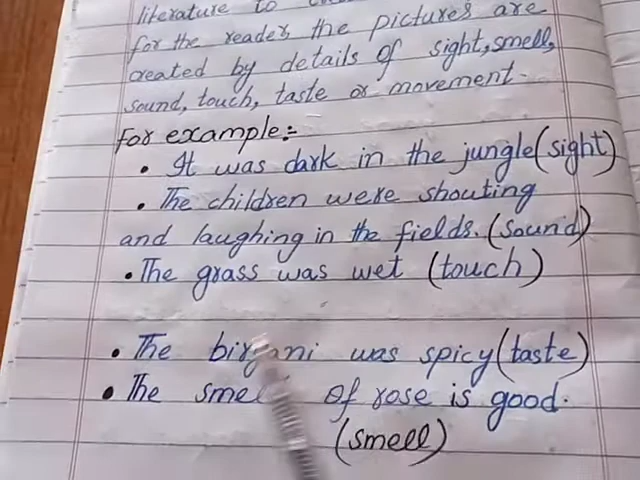 literature to
for the reader the pictures are
created by details of sight, smell,
sound, touch, taste or movement.
for example:-
• It was dark in the jungle (sight)
• The children were shouting
and laughing in the fields. (sound)
• The grass was wet (touch)
• The biryani was spicy (taste)
• The smell of rose is good.
(smell)